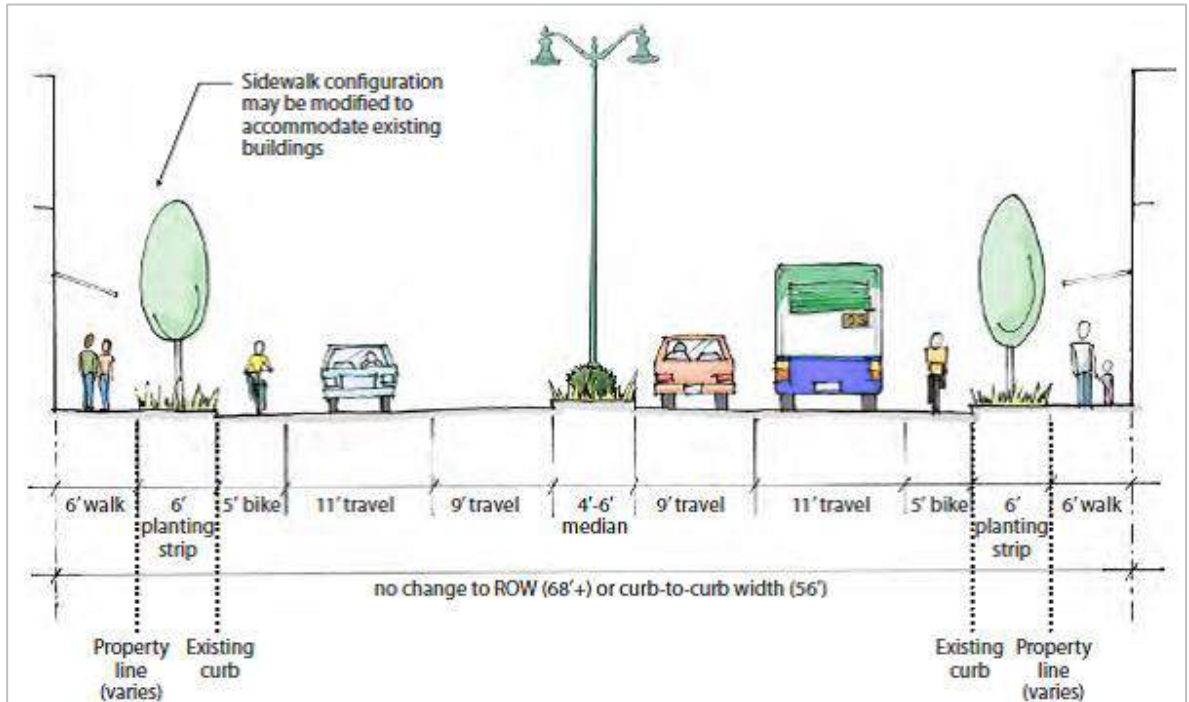 Sidewalk configuration
may be modified to
accommodate existing
buildings
6' walk
6'
planting
strip
5' bike
11' travel
9' travel
4'-6'
median
9' travel
11' travel
5' bike
6'
planting
strip
6' walk
no change to ROW (68'+) or curb-to-curb width (56')
Property
line
(varies)
Existing
curb
Existing
curb
Property
line
(varies)